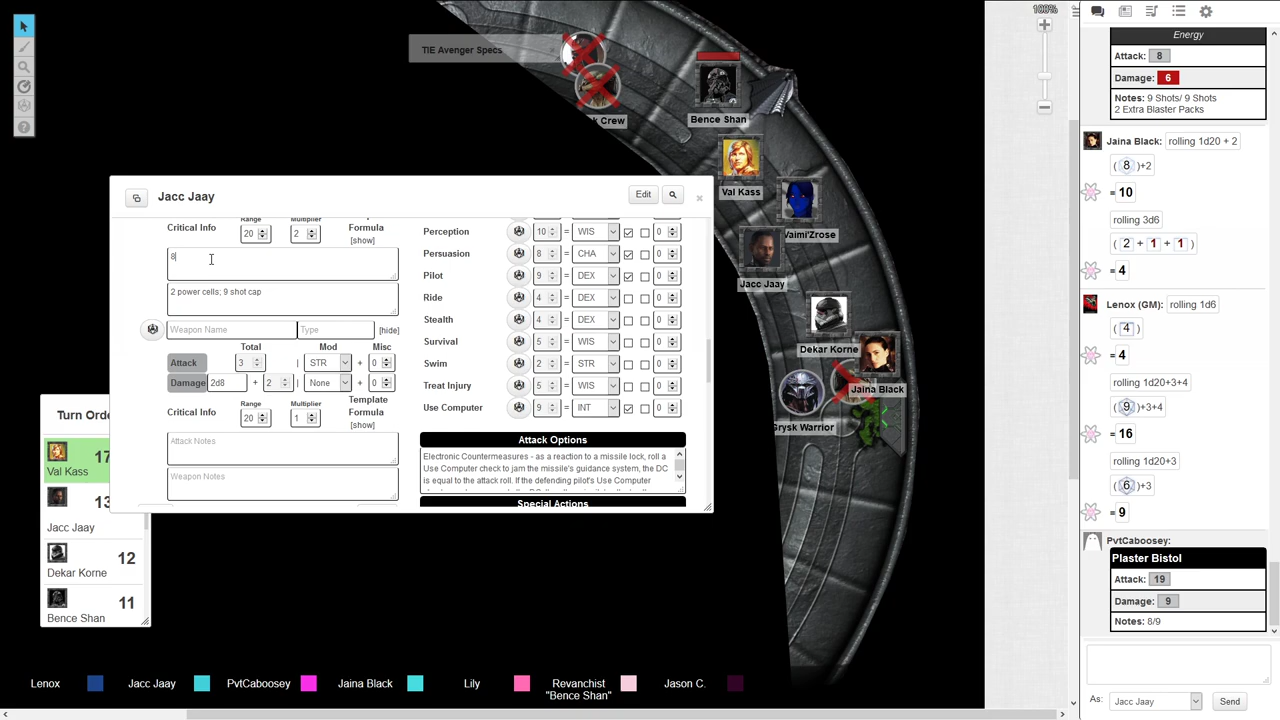 TIE Avenger Specs
k Crew
Bence Shan
Val Kass
Vaimi'Zrose
Jacc Jaay
Dekar Korne
Jaina Black
Grysk Warrior
100%
Jacc Jaay
Edit
Critical Info
Range
20
Multiplier
2
Formula
[show]
8
2 power cells; 9 shot cap
Weapon Name
Type
[hide]
Total
Mod
Misc
Attack
3
|
STR
+
0
Damage
2d8
+
2
|
None
+
0
Critical Info
Range
20
Multiplier
1
Template
Formula
[show]
Attack Notes
Weapon Notes
Perception
10
=
WIS
0
Persuasion
8
=
CHA
0
Pilot
9
=
DEX
0
Ride
4
=
DEX
0
Stealth
4
=
DEX
0
Survival
5
=
WIS
0
Swim
2
=
STR
0
Treat Injury
5
=
WIS
0
Use Computer
9
=
INT
0
Attack Options
Electronic Countermeasures - as a reaction to a missile lock, roll a
Use Computer check to jam the missile's guidance system, the DC
is equal to the attack roll. If the defending pilot's Use Computer
Special Actions
Turn Orde
Val Kass
17
Jacc Jaay
13
Dekar Korne
12
Bence Shan
11
Lenox
Jacc Jaay
PvtCaboosey
Jaina Black
Lily
Revanchist
"Bence Shan"
Jason C.
Energy
Attack: 8
Damage: 6
Notes: 9 Shots/ 9 Shots
2 Extra Blaster Packs
Jaina Black: rolling 1d20 + 2
(8)+2
= 10
rolling 3d6
(2 + 1 + 1)
= 4
Lenox (GM): rolling 1d6
(4)
= 4
rolling 1d20+3+4
(9)+3+4
= 16
rolling 1d20+3
(6)+3
= 9
PvtCaboosey:
Plaster Bistol
Attack: 19
Damage: 9
Notes: 8/9
As:
Jacc Jaay
Send